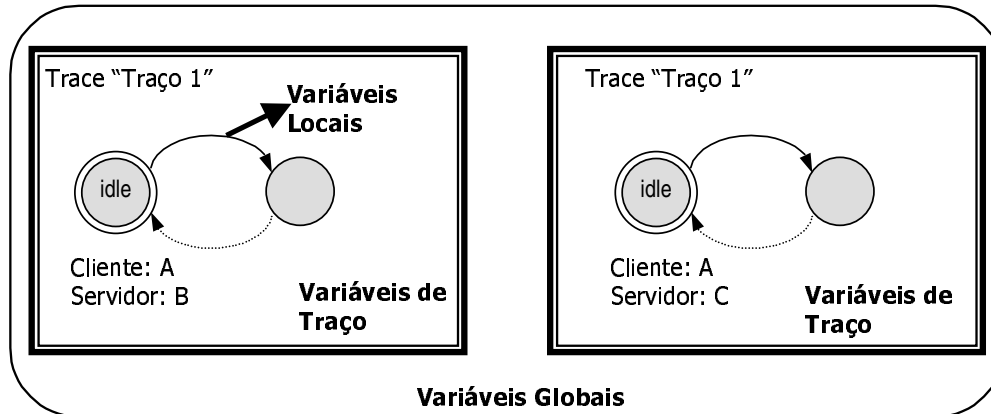 Trace “Traço 1”
Variáveis
Locais
idle
Cliente: A
Servidor: B
Variáveis de
Traço
Trace “Traço 1”
idle
Cliente: A
Servidor: C
Variáveis de
Traço
Variáveis Globais